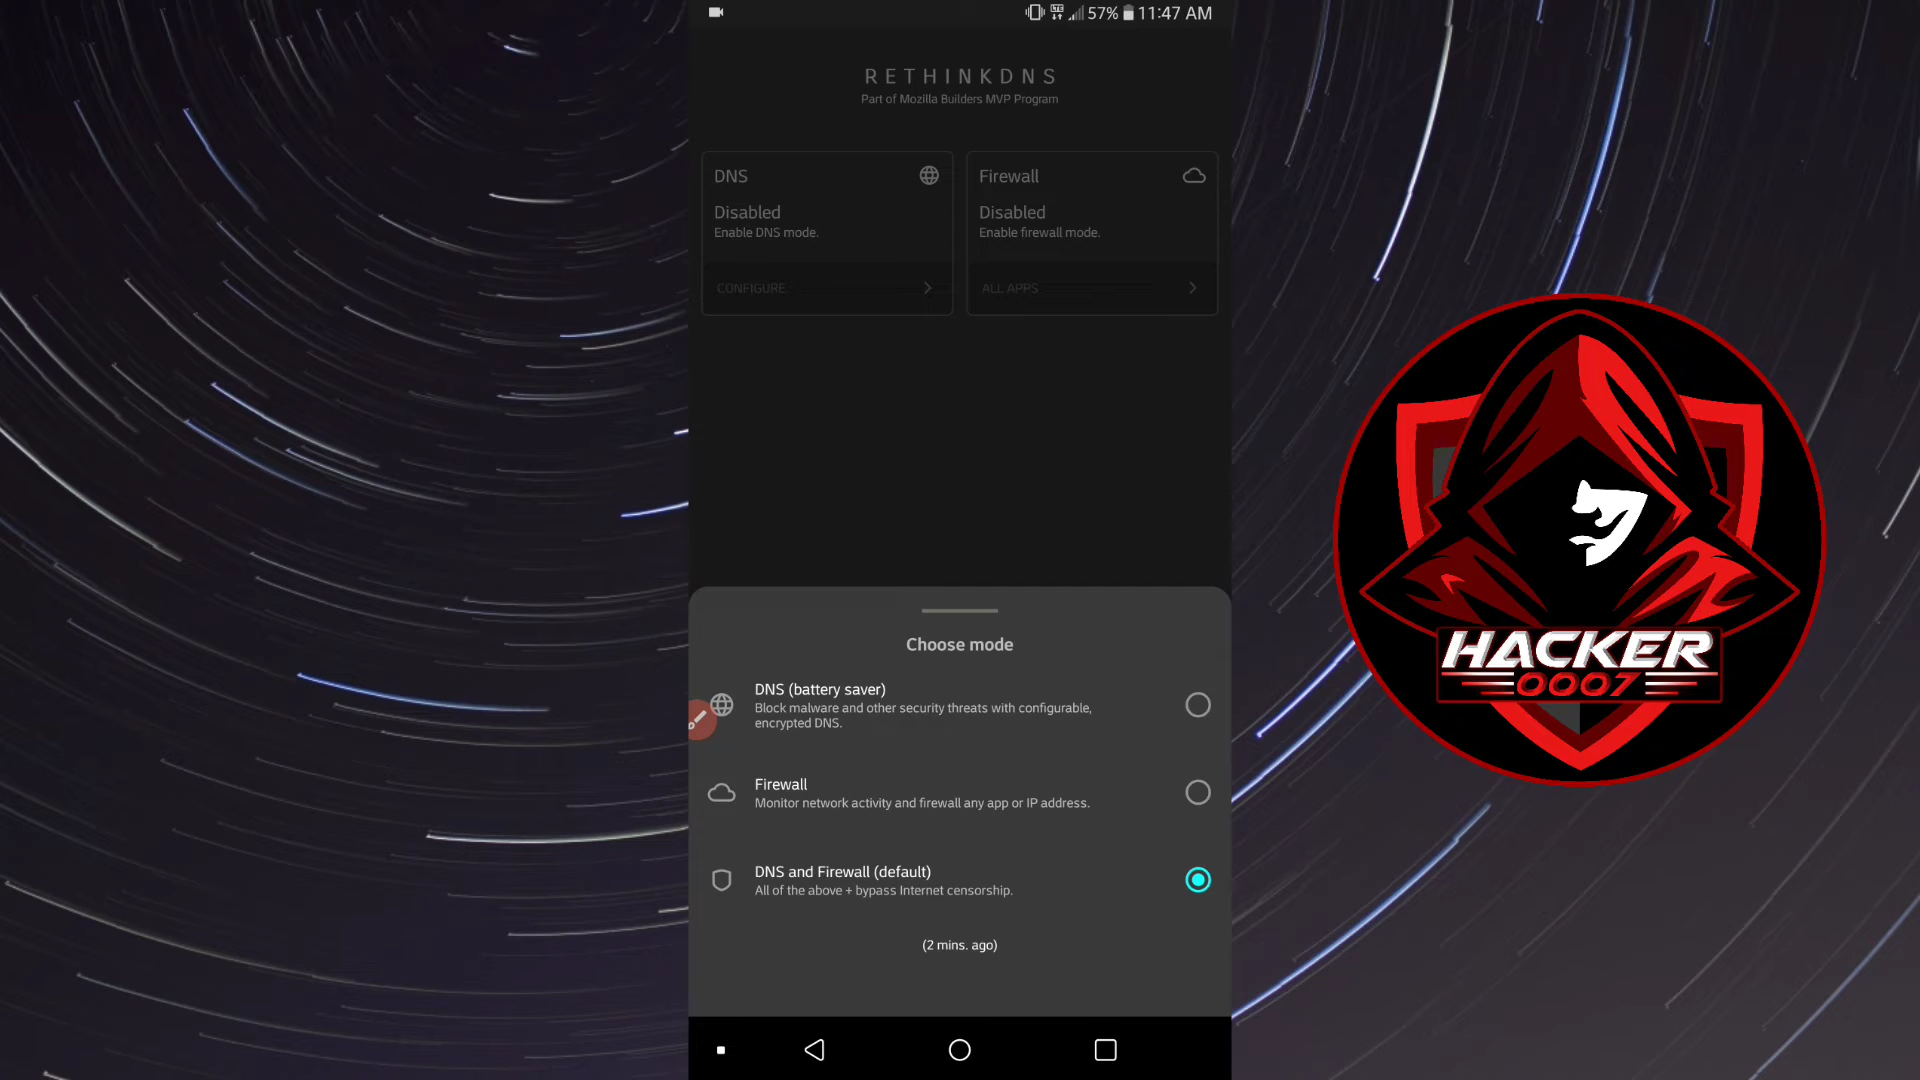 57% 11:47 AM
RETHINKDNS
Part of Mozilla Builders MVP Program
DNS
Disabled
Enable DNS mode.
CONFIGURE
Firewall
Disabled
Enable firewall mode.
ALL APPS
Choose mode
DNS (battery saver)
Block malware and other security threats with configurable,
encrypted DNS.
Firewall
Monitor network activity and firewall any app or IP address.
DNS and Firewall (default)
All of the above + bypass Internet censorship.
(2 mins. ago)
HACKER
0007